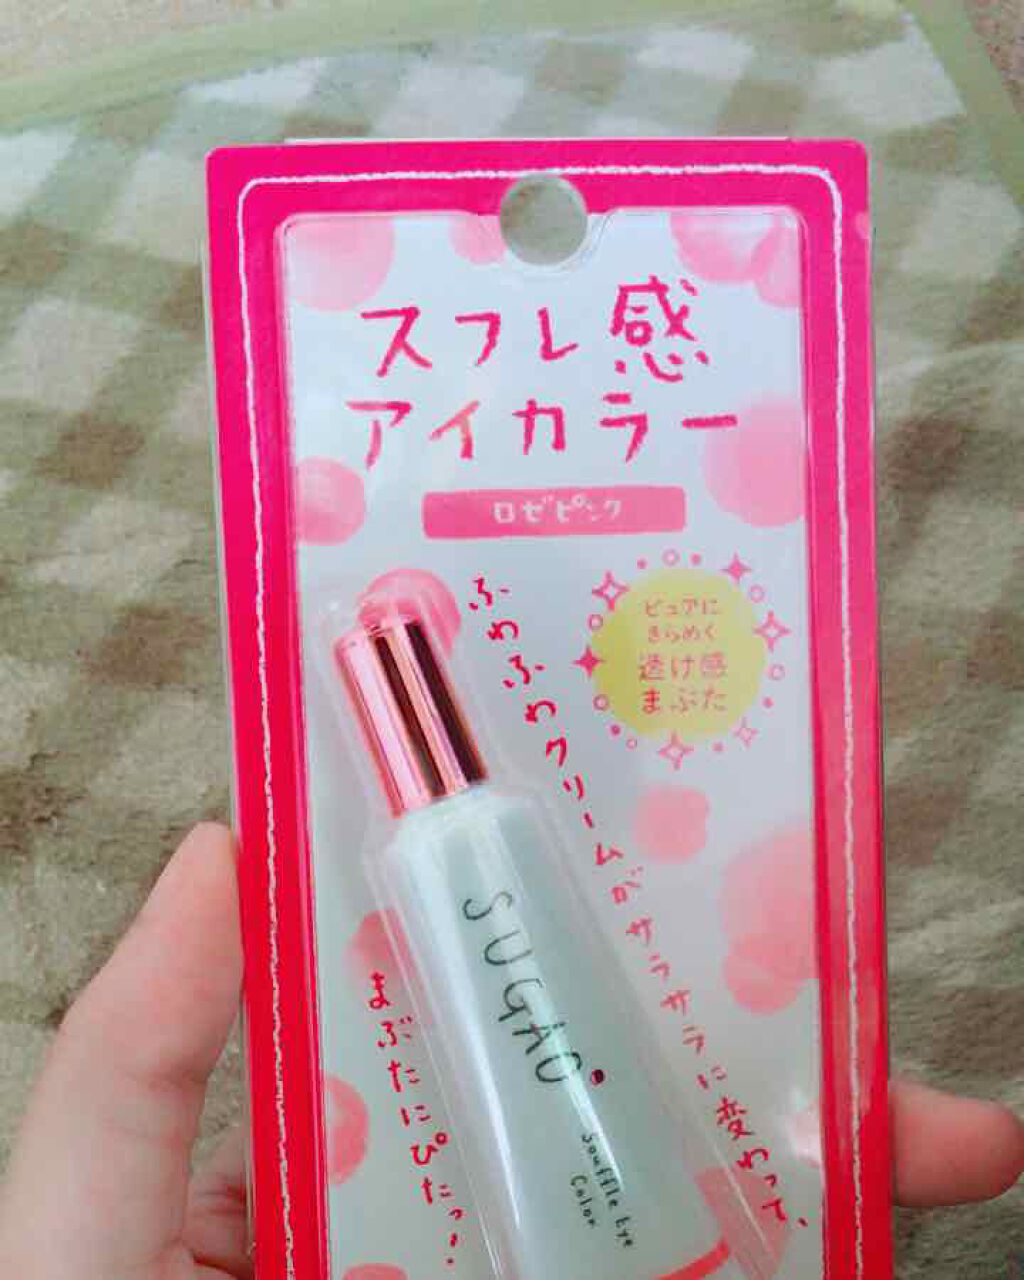 スフレ感
アイカラー
ロゼピンク
ピュアに
きらめく
透け感
まぶた
ふわふわクリームがサラサラに変わって、
まぶたにぴたっ!
SUGAO
Souffle Eye
Color